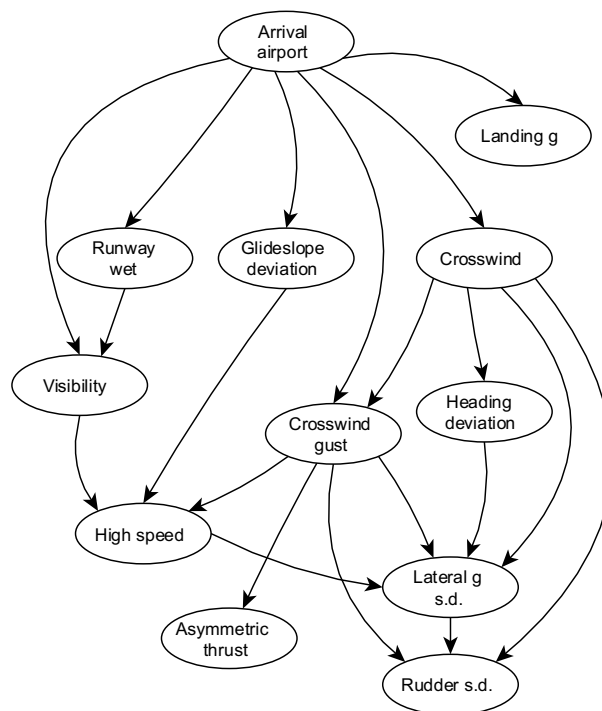 Arrival
airport
Landing g
Runway
wet
Glideslope
deviation
Crosswind
Visibility
Heading
deviation
Crosswind
gust
High speed
Lateral g
s.d.
Asymmetric
thrust
Rudder s.d.